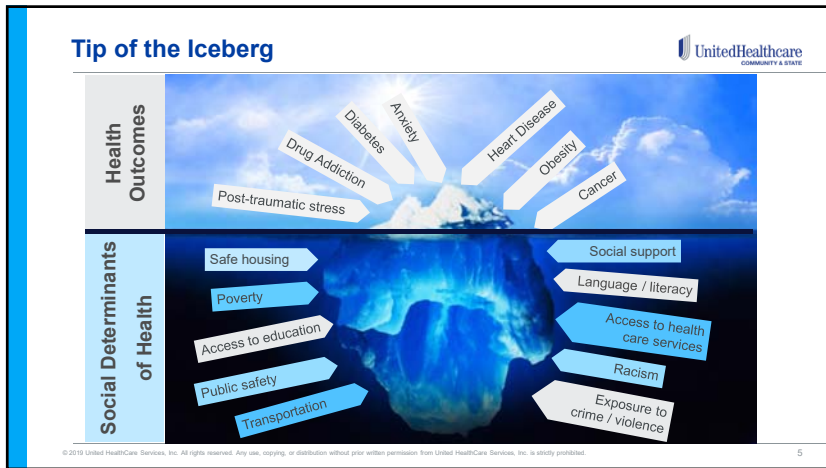 Tip of the Iceberg
UnitedHealthcare
COMMUNITY & STATE
Health
Outcomes
Post-traumatic stress
Drug Addiction
Diabetes
Anxiety
Heart Disease
Obesity
Cancer
Social Determinants
of Health
Safe housing
Poverty
Access to education
Public safety
Transportation
Social support
Language / literacy
Access to health
care services
Racism
Exposure to
crime / violence
© 2019 United HealthCare Services, Inc. All rights reserved. Any use, copying, or distribution without prior written permission from United HealthCare Services, Inc. is strictly prohibited.
5